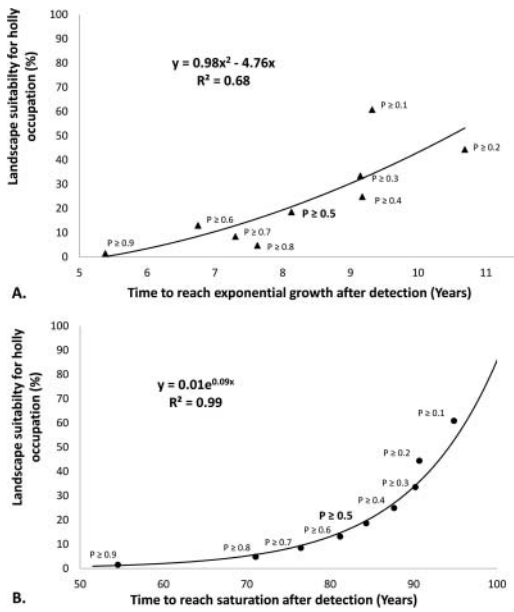 Landscape suitabilty for holly
occupation (%)
100
90
80
70
60
50
40
30
20
10
0
y = 0.98x² - 4.76x
R² = 0.68
P ≥ 0.1
P ≥ 0.2
P ≥ 0.3
P ≥ 0.4
P ≥ 0.5
P ≥ 0.6
P ≥ 0.7
P ≥ 0.8
P ≥ 0.9
5 6 7 8 9 10 11
A. Time to reach exponential growth after detection (Years)
Landscape suitability for holly
occupation (%)
100
90
80
70
60
50
40
30
20
10
0
y = 0.01e^0.09x
R² = 0.99
P ≥ 0.1
P ≥ 0.2
P ≥ 0.3
P ≥ 0.4
P ≥ 0.5
P ≥ 0.6
P ≥ 0.7
P ≥ 0.8
P ≥ 0.9
50 60 70 80 90 100
B. Time to reach saturation after detection (Years)